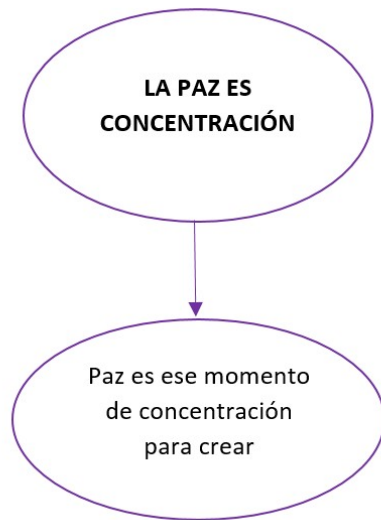 LA PAZ ES
CONCENTRACIÓN
Paz es ese momento
de concentración
para crear